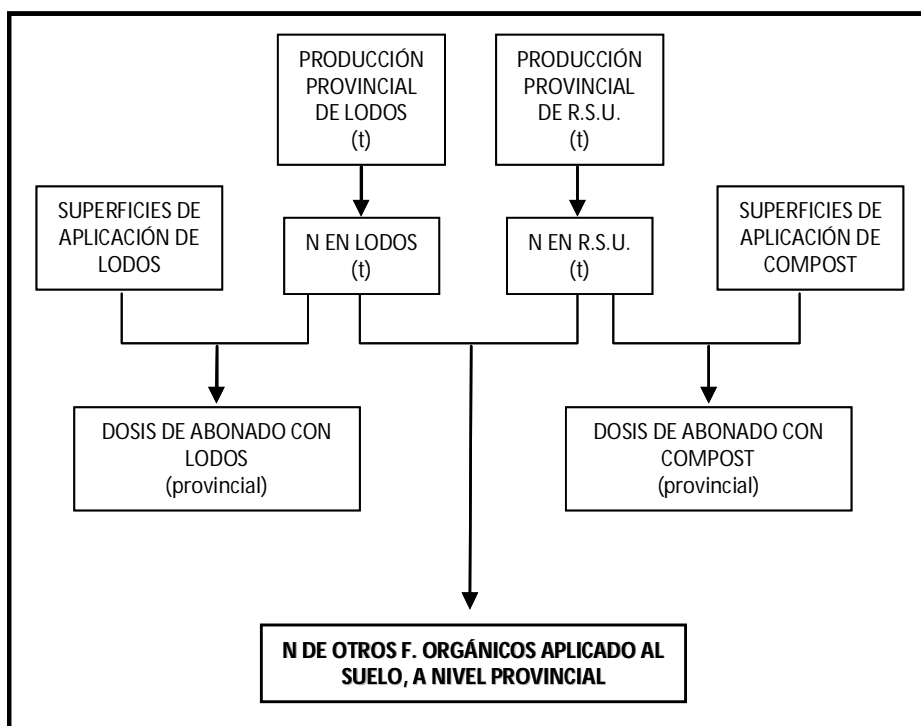 PRODUCCIÓN
PROVINCIAL
DE LODOS
(t)
PRODUCCIÓN
PROVINCIAL
DE R.S.U.
(t)
SUPERFICIES DE
APLICACIÓN DE
LODOS
N EN LODOS
(t)
N EN R.S.U.
(t)
SUPERFICIES DE
APLICACIÓN DE
COMPOST
DOSIS DE ABONADO CON
LODOS
(provincial)
DOSIS DE ABONADO CON
COMPOST
(provincial)
N DE OTROS F. ORGÁNICOS APLICADO AL
SUELO, A NIVEL PROVINCIAL